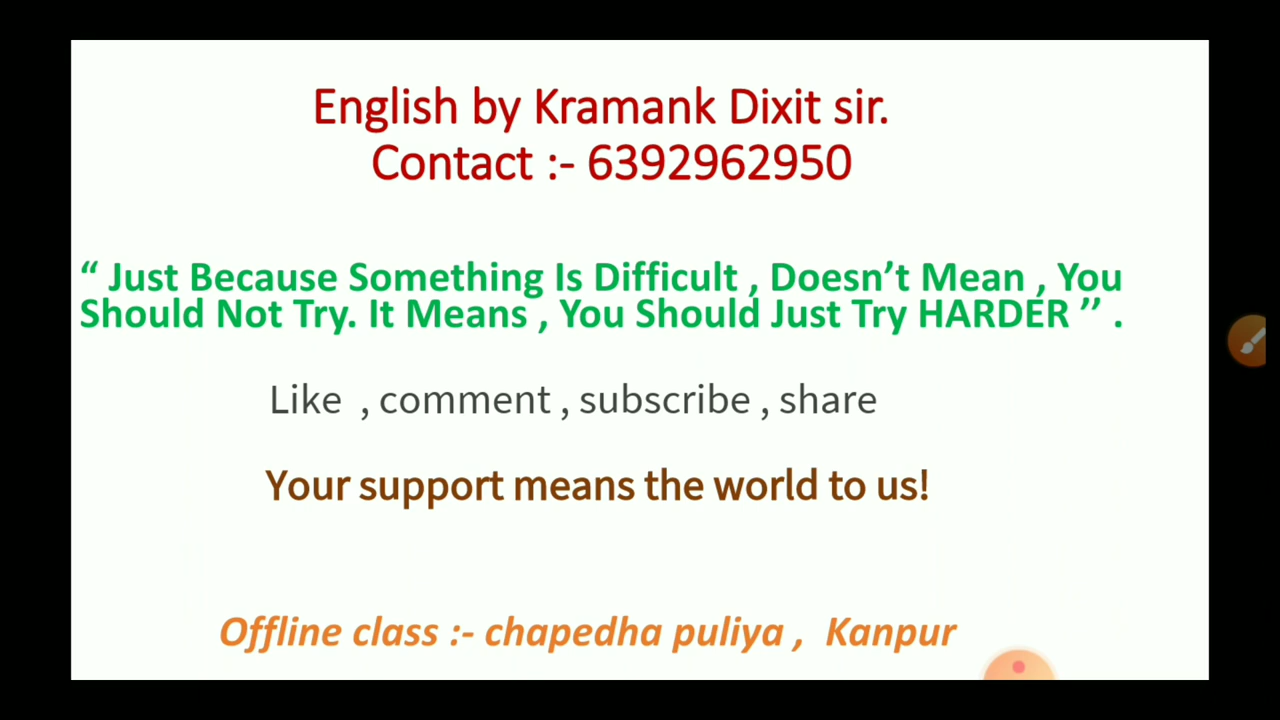 English by Kramank Dixit sir.
Contact :- 6392962950
“ Just Because Something Is Difficult , Doesn’t Mean , You
Should Not Try. It Means , You Should Just Try HARDER ’’ .
Like , comment , subscribe , share
Your support means the world to us!
Offline class :- chapedha puliya , Kanpur